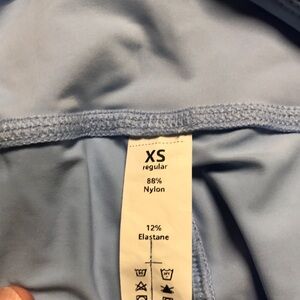 XS
regular
88%
Nylon
12%
Elastane